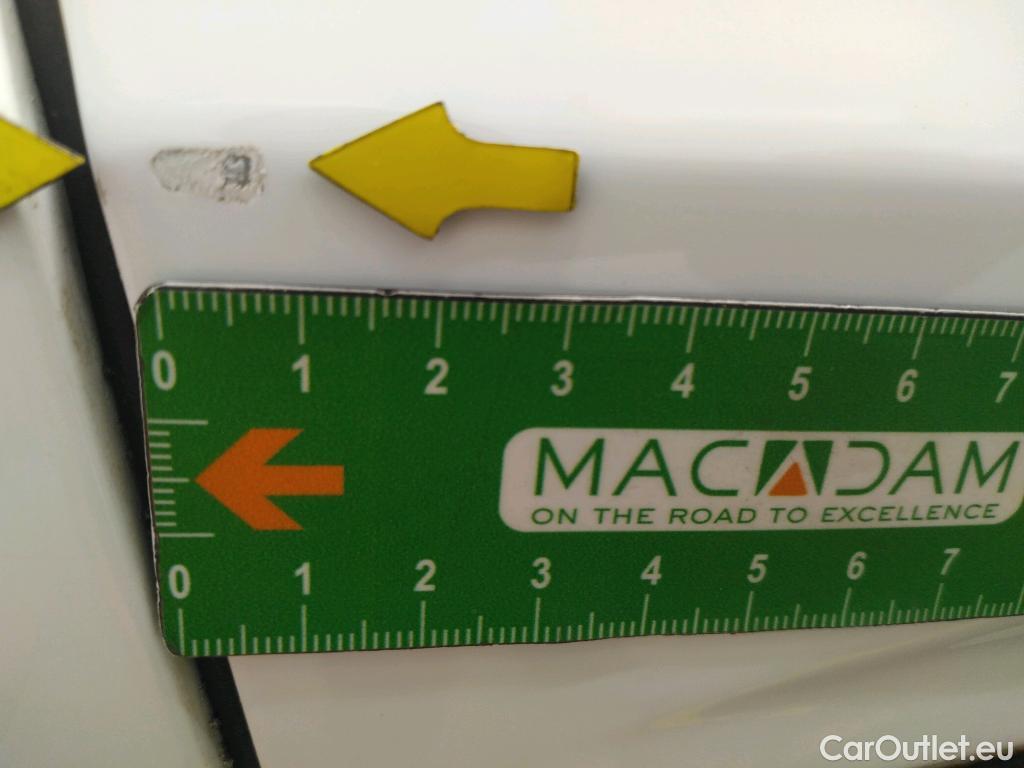 0 1 2 3 4 5 6 7
MACADAM
ON THE ROAD TO EXCELLENCE
0 1 2 3 4 5 6 7
CarOutlet.eu